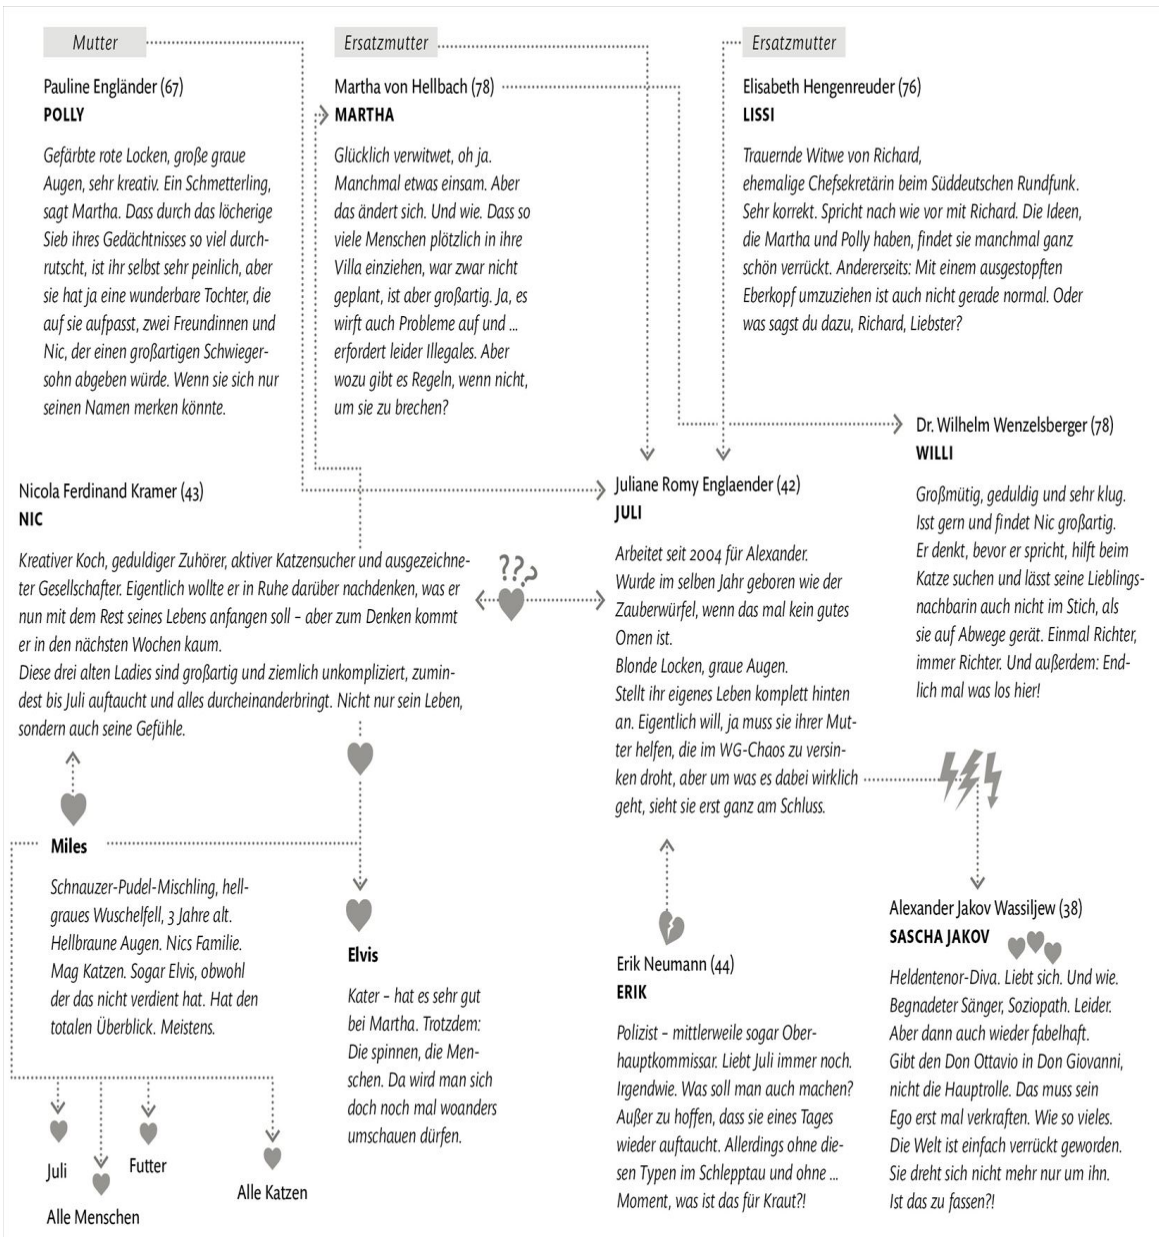 Mutter
Pauline Engländer (67)
POLLY
Gefärbte rote Locken, große graue
Augen, sehr kreativ. Ein Schmetterling,
sagt Martha. Dass durch das löcherige
Sieb ihres Gedächtnisses so viel durch-
rutscht, ist ihr selbst sehr peinlich, aber
sie hat ja eine wunderbare Tochter, die
auf sie aufpasst, zwei Freundinnen und
Nic, der einen großartigen Schwieger-
sohn abgeben würde. Wenn sie sich nur
seinen Namen merken könnte.
Ersatzmutter
Martha von Hellbach (78)
MARTHA
Glücklich verwitwet, oh ja.
Manchmal etwas einsam. Aber
das ändert sich. Und wie. Dass so
viele Menschen plötzlich in ihre
Villa einziehen, war zwar nicht
geplant, ist aber großartig. Ja, es
wirft auch Probleme auf und ...
erfordert leider Illegales. Aber
wozu gibt es Regeln, wenn nicht,
um sie zu brechen?
Ersatzmutter
Elisabeth Hengenreuder (76)
LISSI
Trauernde Witwe von Richard,
ehemalige Chefsekretärin beim Süddeutschen Rundfunk.
Sehr korrekt. Spricht nach wie vor mit Richard. Die Ideen,
die Martha und Polly haben, findet sie manchmal ganz
schön verrückt. Andererseits: Mit einem ausgestopften
Eberkopf umzuziehen ist auch nicht gerade normal. Oder
was sagst du dazu, Richard, Liebster?
Nicola Ferdinand Kramer (43)
NIC
Kreativer Koch, geduldiger Zuhörer, aktiver Katzensucher und ausgezeichne-
ter Gesellschafter. Eigentlich wollte er in Ruhe darüber nachdenken, was er
nun mit dem Rest seines Lebens anfangen soll – aber zum Denken kommt
er in den nächsten Wochen kaum.
Diese drei alten Ladies sind großartig und ziemlich unkompliziert, zumin-
dest bis Juli auftaucht und alles durcheinanderbringt. Nicht nur sein Leben,
sondern auch seine Gefühle.
???
Juliane Romy Englaender (42)
JULI
Arbeitet seit 2004 für Alexander.
Wurde im selben Jahr geboren wie der
Zauberwürfel, wenn das mal kein gutes
Omen ist.
Blonde Locken, graue Augen.
Stellt ihr eigenes Leben komplett hinten
an. Eigentlich will, ja muss sie ihrer Mut-
ter helfen, die im WG-Chaos zu versin-
ken droht, aber um was es dabei wirklich
geht, sieht sie erst ganz am Schluss.
Dr. Wilhelm Wenzelsberger (78)
WILLI
Großmütig, geduldig und sehr klug.
Isst gern und findet Nic großartig.
Er denkt, bevor er spricht, hilft beim
Katze suchen und lässt seine Lieblings-
nachbarin auch nicht im Stich, als
sie auf Abwege gerät. Einmal Richter,
immer Richter. Und außerdem: End-
lich mal was los hier!
Miles
Schnauzer-Pudel-Mischling, hell-
graues Wuschelfell, 3 Jahre alt.
Hellbraune Augen. Nics Familie.
Mag Katzen. Sogar Elvis, obwohl
der das nicht verdient hat. Hat den
totalen Überblick. Meistens.
Juli
Alle Menschen
Futter
Alle Katzen
Elvis
Kater – hat es sehr gut
bei Martha. Trotzdem:
Die spinnen, die Men-
schen. Da wird man sich
doch noch mal woanders
umschauen dürfen.
Erik Neumann (44)
ERIK
Polizist – mittlerweile sogar Ober-
hauptkommissar. Liebt Juli immer noch.
Irgendwie. Was soll man auch machen?
Außer zu hoffen, dass sie eines Tages
wieder auftaucht. Allerdings ohne die-
sen Typen im Schlepptau und ohne ...
Moment, was ist das für Kraut?!
Alexander Jakov Wassiljew (38)
SASCHA JAKOV
Heldentenor-Diva. Liebt sich. Und wie.
Begnadeter Sänger, Soziopath. Leider.
Aber dann auch wieder fabelhaft.
Gibt den Don Ottavio in Don Giovanni,
nicht die Hauptrolle. Das muss sein
Ego erst mal verkraften. Wie so vieles.
Die Welt ist einfach verrückt geworden.
Sie dreht sich nicht mehr nur um ihn.
Ist das zu fassen?!